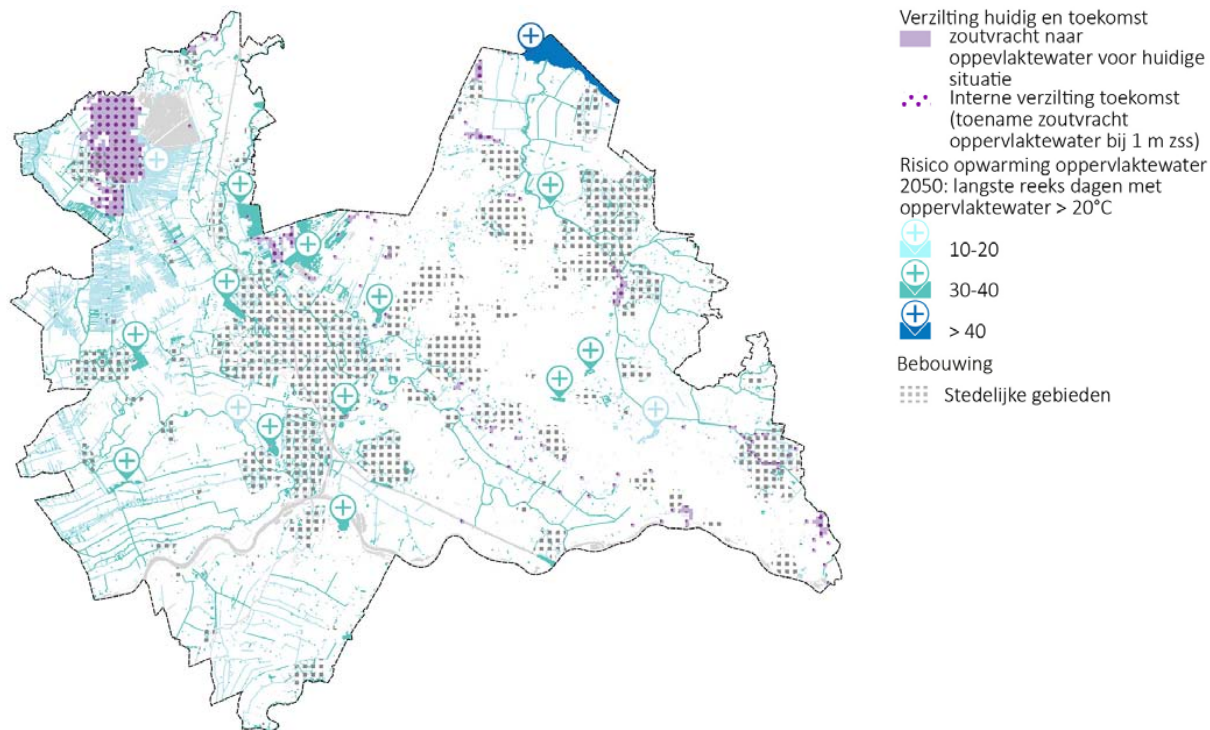 Verzilting huidig en toekomst
zoutvracht naar
oppevlaktewater voor huidige
situatie
Interne verzilting toekomst
(toename zoutvracht
oppervlaktewater bij 1 m zss)
Risico opwarming oppervlaktewater
2050: langste reeks dagen met
oppervlaktewater > 20°C
10-20
30-40
> 40
Bebouwing
Stedelijke gebieden